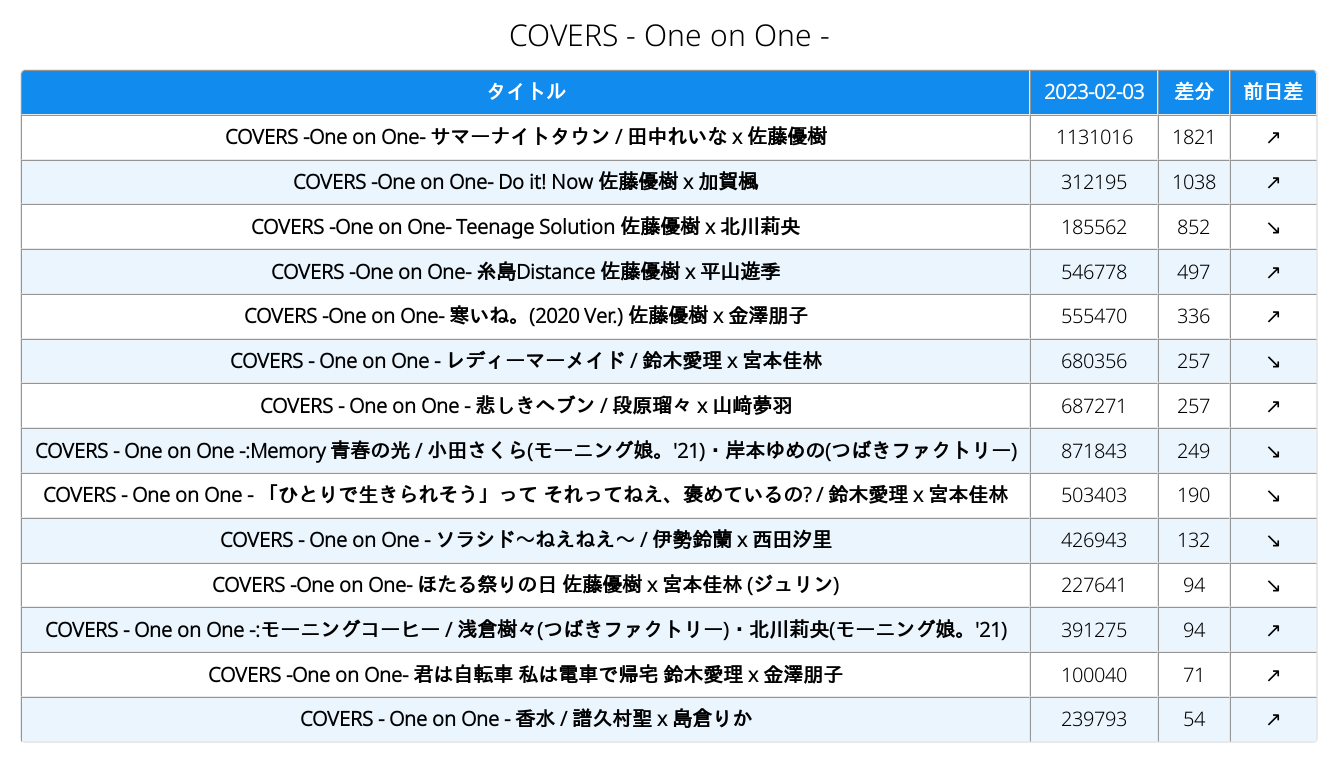 COVERS - One on One -
タイトル 2023-02-03 差分 前日差
COVERS -One on One- サマーナイトタウン / 田中れいな x 佐藤優樹 1131016 1821 ↗
COVERS -One on One- Do it! Now 佐藤優樹 x 加賀楓 312195 1038 ↗
COVERS -One on One- Teenage Solution 佐藤優樹 x 北川莉央 185562 852 ↘
COVERS -One on One- 糸島Distance 佐藤優樹 x 平山遊季 546778 497 ↗
COVERS -One on One- 寒いね。(2020 Ver.) 佐藤優樹 x 金澤朋子 555470 336 ↗
COVERS - One on One - レディーマーメイド / 鈴木愛理 x 宮本佳林 680356 257 ↘
COVERS - One on One - 悲しきヘブン / 段原瑠々 x 山﨑夢羽 687271 257 ↗
COVERS - One on One -:Memory 青春の光 / 小田さくら(モーニング娘。'21)・岸本ゆめの(つばきファクトリー) 871843 249 ↘
COVERS - One on One - 「ひとりで生きられそう」って それってねえ、褒めているの? / 鈴木愛理 x 宮本佳林 503403 190 ↘
COVERS - One on One - ソラシド～ねえねえ～ / 伊勢鈴蘭 x 西田汐里 426943 132 ↘
COVERS -One on One- ほたる祭りの日 佐藤優樹 x 宮本佳林 (ジュリン) 227641 94 ↘
COVERS - One on One -:モーニングコーヒー / 浅倉樹々(つばきファクトリー)・北川莉央(モーニング娘。'21) 391275 94 ↗
COVERS -One on One- 君は自転車 私は電車で帰宅 鈴木愛理 x 金澤朋子 100040 71 ↗
COVERS - One on One - 香水 / 譜久村聖 x 島倉りか 239793 54 ↗